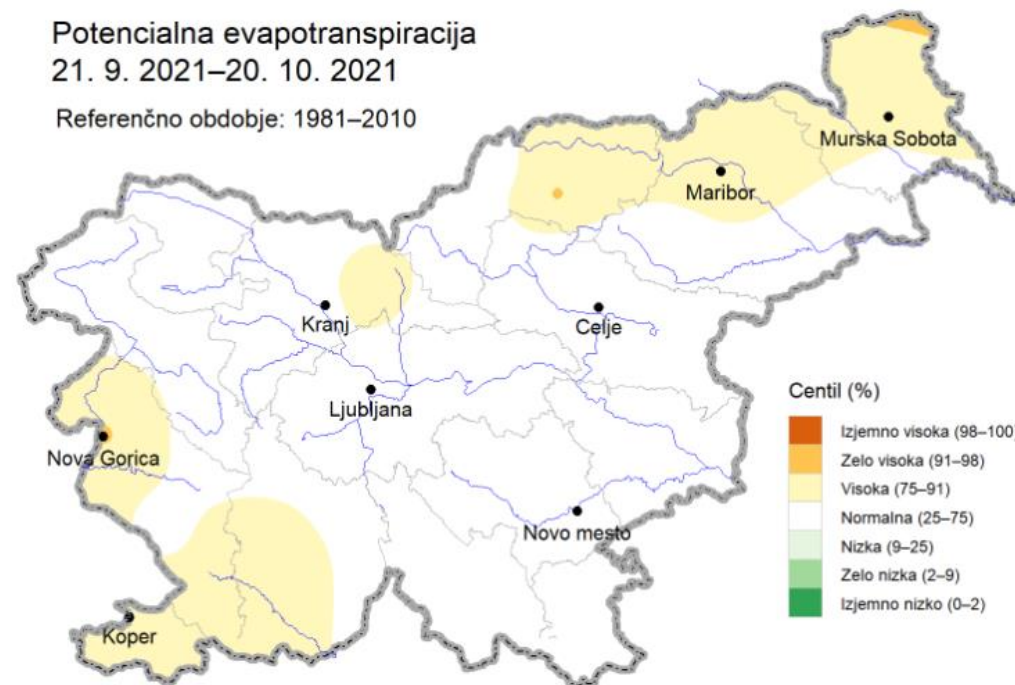 Potencialna evapotranspiracija
21. 9. 2021–20. 10. 2021
Referenčno obdobje: 1981–2010
Murska Sobota
Maribor
Kranj
Celje
Ljubljana
Nova Gorica
Novo mesto
Koper
Centil (%)
Izjemno visoka (98–100)
Zelo visoka (91–98)
Visoka (75–91)
Normalna (25–75)
Nizka (9–25)
Zelo nizka (2–9)
Izjemno nizko (0–2)